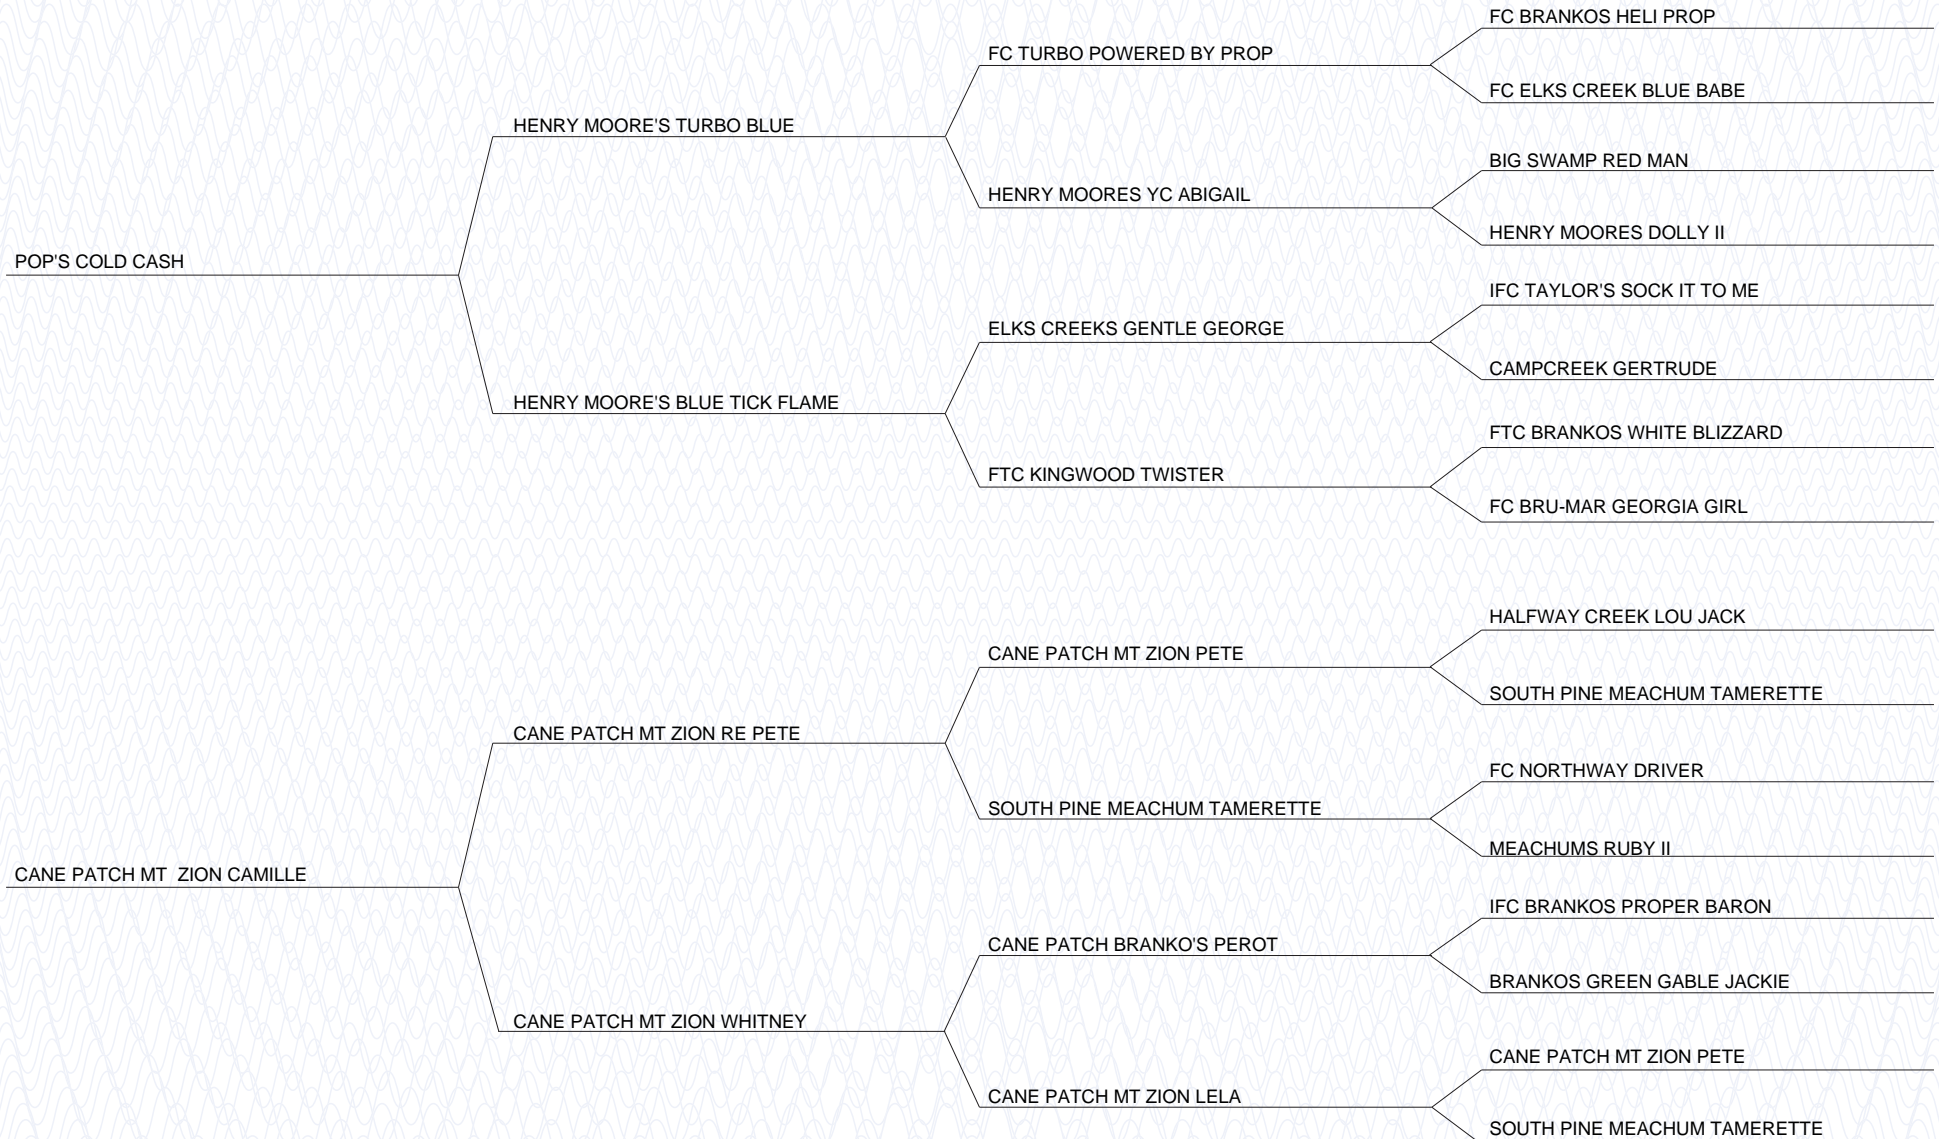 FC BRANKOS HELI PROP
FC TURBO POWERED BY PROP
FC ELKS CREEK BLUE BABE
HENRY MOORE'S TURBO BLUE
BIG SWAMP RED MAN
HENRY MOORES YC ABIGAIL
HENRY MOORES DOLLY II
POP'S COLD CASH
IFC TAYLOR'S SOCK IT TO ME
ELKS CREEKS GENTLE GEORGE
CAMPCREEK GERTRUDE
HENRY MOORE'S BLUE TICK FLAME
FTC BRANKOS WHITE BLIZZARD
FTC KINGWOOD TWISTER
FC BRU-MAR GEORGIA GIRL
HALFWAY CREEK LOU JACK
CANE PATCH MT ZION PETE
SOUTH PINE MEACHUM TAMERETTE
CANE PATCH MT ZION RE PETE
FC NORTHWAY DRIVER
SOUTH PINE MEACHUM TAMERETTE
MEACHUMS RUBY II
CANE PATCH MT  ZION CAMILLE
IFC BRANKOS PROPER BARON
CANE PATCH BRANKO'S PEROT
BRANKOS GREEN GABLE JACKIE
CANE PATCH MT ZION WHITNEY
CANE PATCH MT ZION PETE
CANE PATCH MT ZION LELA
SOUTH PINE MEACHUM TAMERETTE